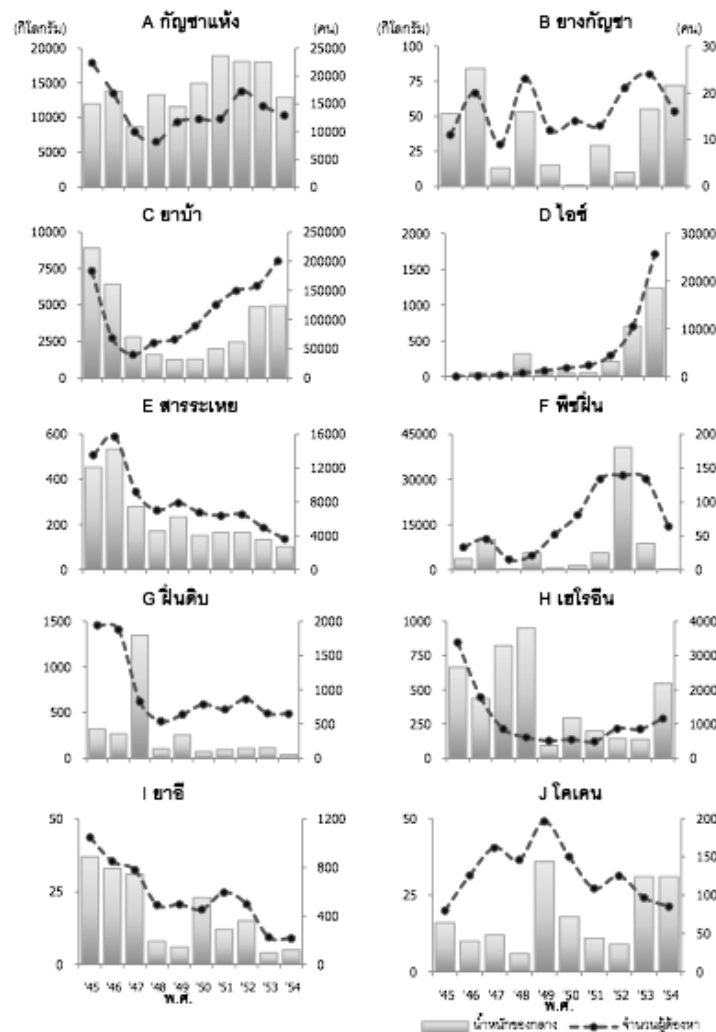 (กิโลกรัม) A กัญชาแห้ง (คน) (กิโลกรัม) B ยางกัญชา (คน)
20000 25000 100 30
15000 20000 75 20
10000 15000 50 10
5000 10000 25 0
0 5000 0
0
C ยาบ้า D ไอซ์
10000 250000 2000 30000
7500 200000 1500 20000
5000 150000 1000 10000
2500 100000 500 0
0 50000 0
0
E สารระเหย F พืชฝิ่น
600 16000 45000 200
400 12000 30000 150
200 8000 15000 100
0 4000 0 50
0 0
G ฝิ่นดิบ H เฮโรอีน
1500 2000 1000 4000
1000 1500 750 3000
500 1000 500 2000
0 500 250 1000
0 0 0
I ยาอี J โคเคน
50 1200 50 200
25 800 25 150
0 400 0 100
0 50
0
'45 '46 '47 '48 '49 '50 '51 '52 '53 '54 '45 '46 '47 '48 '49 '50 '51 '52 '53 '54
พ.ศ. พ.ศ.
น้ำหนักของกลาง จำนวนผู้ต้องหา